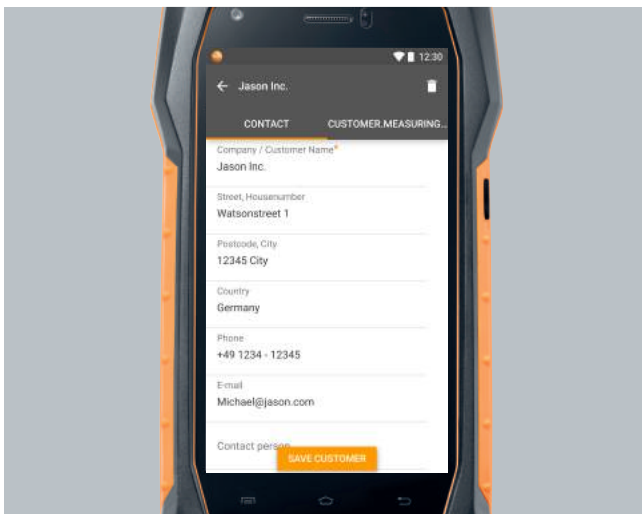 12:30
Jason Inc.
CONTACT CUSTOMER.MEASURING..
Company / Customer Name*
Jason Inc.
Street, Housenumber
Watsonstreet 1
Postcode, City
12345 City
Country
Germany
Phone
+49 1234 - 12345
E-mail
Michael@jason.com
Contact person
SAVE CUSTOMER